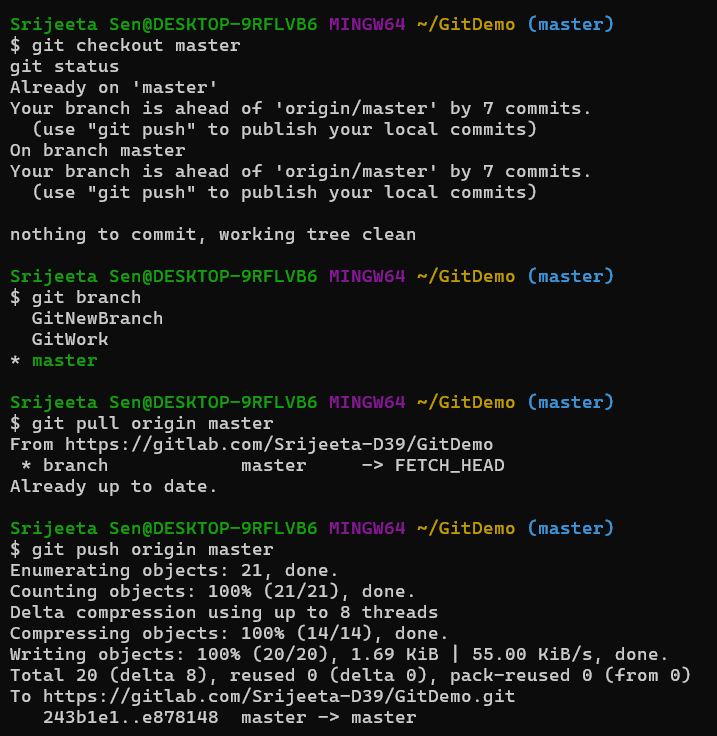 Srijeeta Sen@DESKTOP-9RFLVB6 MINGW64 ~/GitDemo (master)
$ git checkout master
git status
Already on 'master'
Your branch is ahead of 'origin/master' by 7 commits.
  (use "git push" to publish your local commits)
On branch master
Your branch is ahead of 'origin/master' by 7 commits.
  (use "git push" to publish your local commits)

nothing to commit, working tree clean

Srijeeta Sen@DESKTOP-9RFLVB6 MINGW64 ~/GitDemo (master)
$ git branch
  GitNewBranch
  GitWork
* master

Srijeeta Sen@DESKTOP-9RFLVB6 MINGW64 ~/GitDemo (master)
$ git pull origin master
From https://gitlab.com/Srijeeta-D39/GitDemo
 * branch            master     -> FETCH_HEAD
Already up to date.

Srijeeta Sen@DESKTOP-9RFLVB6 MINGW64 ~/GitDemo (master)
$ git push origin master
Enumerating objects: 21, done.
Counting objects: 100% (21/21), done.
Delta compression using up to 8 threads
Compressing objects: 100% (14/14), done.
Writing objects: 100% (20/20), 1.69 KiB | 55.00 KiB/s, done.
Total 20 (delta 8), reused 0 (delta 0), pack-reused 0 (from 0)
To https://gitlab.com/Srijeeta-D39/GitDemo.git
   243b1e1..e878148  master -> master